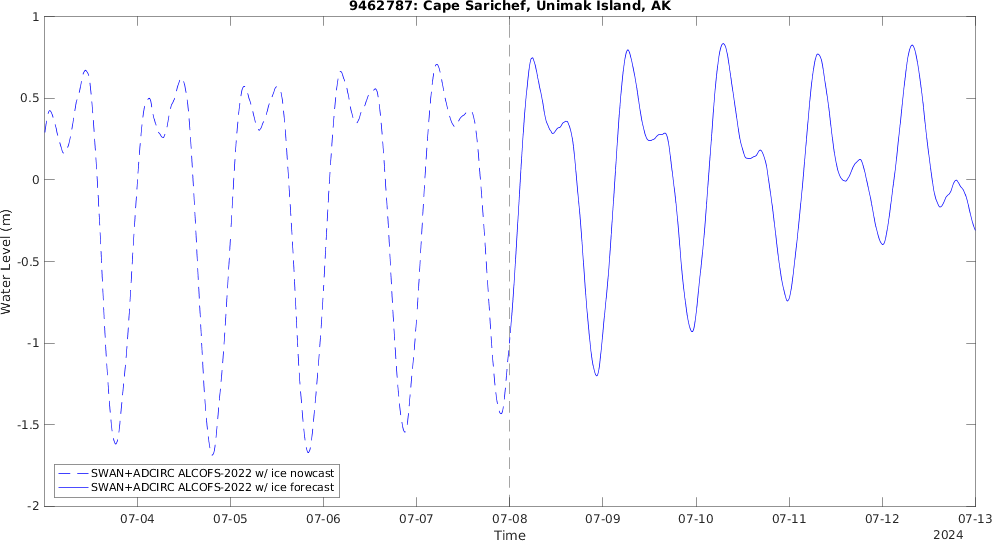 9462787: Cape Sarichef, Unimak Island, AK
1
0.5
0
-0.5
-1
-1.5
-2
Water Level (m)
SWAN+ADCIRC ALCOFS-2022 w/ ice nowcast
SWAN+ADCIRC ALCOFS-2022 w/ ice forecast
07-04 07-05 07-06 07-07 07-08 07-09 07-10 07-11 07-12 07-13
Time
2024